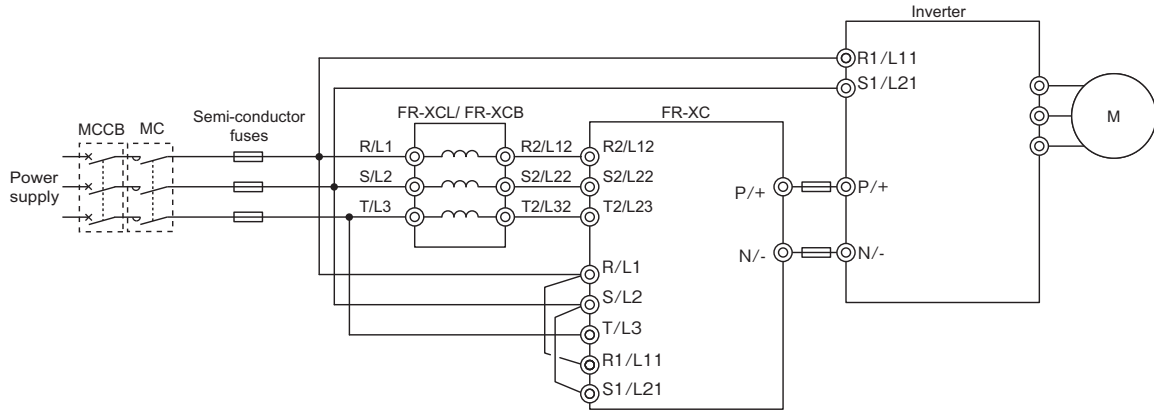 Inverter
R1/L11
S1/L21
MCCB
MC
Semi-conductor
fuses
FR-XCL/ FR-XCB
FR-XC
M
R/L1
R2/L12
R2/L12
Power
supply
S/L2
S2/L22
S2/L22
P/+
P/+
T/L3
T2/L32
T2/L23
N/-
N/-
R/L1
S/L2
T/L3
R1/L11
S1/L21